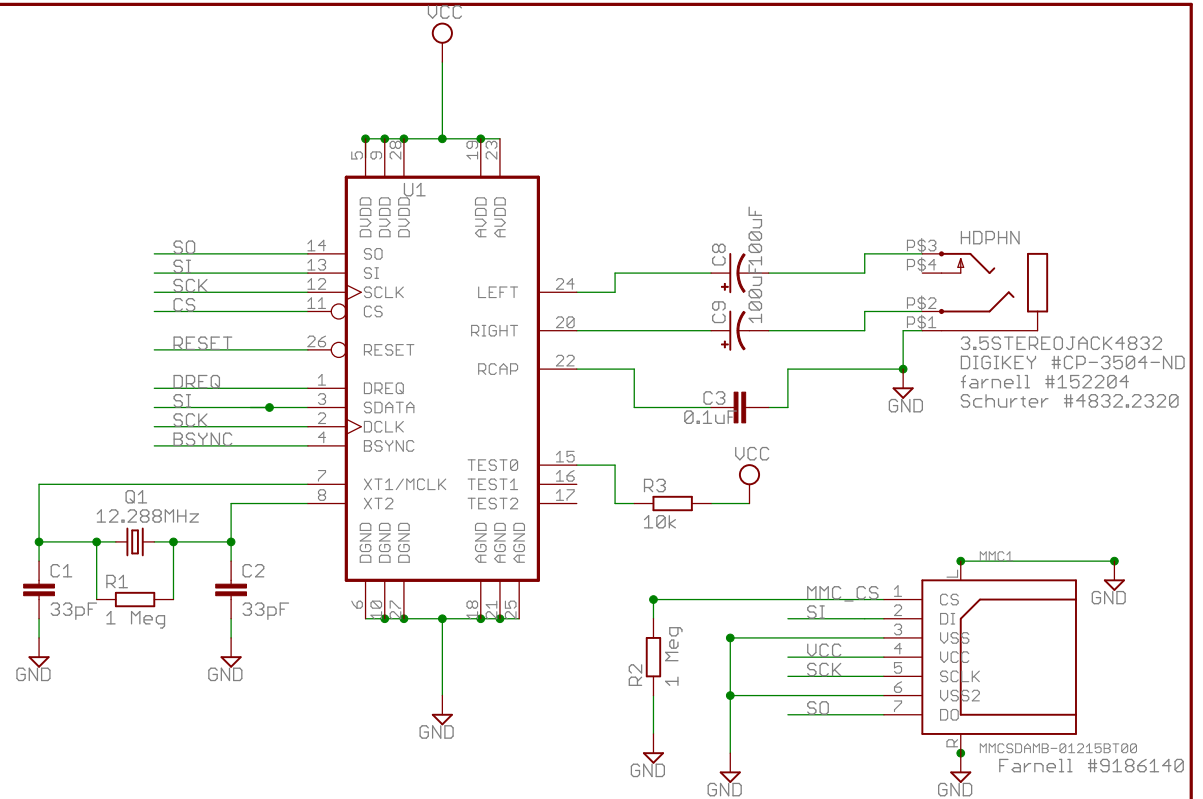 VCC
5
9
28
19
23
U1
DVDD
DVDD
DVDD
AVDD
AVDD
SO 14 SO
SI 13 SI
SCK 12 SCLK
CS 11 CS
RESET 26 RESET
DREQ 1 DREQ
SI 3 SDATA
SCK 2 DCLK
BSYNC 4 BSYNC
7 XT1/MCLK
8 XT2
LEFT 24
RIGHT 20
RCAP 22
TEST0 15
TEST1 16
TEST2 17
DGND
DGND
DGND
AGND
AGND
AGND
6
10
27
18
21
25
GND
Q1
12.288MHz
C1
33pF
R1
1 Meg
C2
33pF
GND
GND
C8
100uF
C9
100uF
C3
0.1uF
P$3
P$4
P$2
P$1
HDPHN
3.5STEREOJACK4832
DIGIKEY #CP-3504-ND
farnell #152204
Schurter #4832.2320
GND
VCC
R3
10k
MMC1
L
GND
MMC_CS 1 CS
SI 2 DI
3 VSS
VCC 4 VCC
SCK 5 SCLK
6 VSS2
SO 7 DO
R2
1 Meg
GND
GND
R
MMCSDAMB-01215BT00
Farnell #9186140
GND